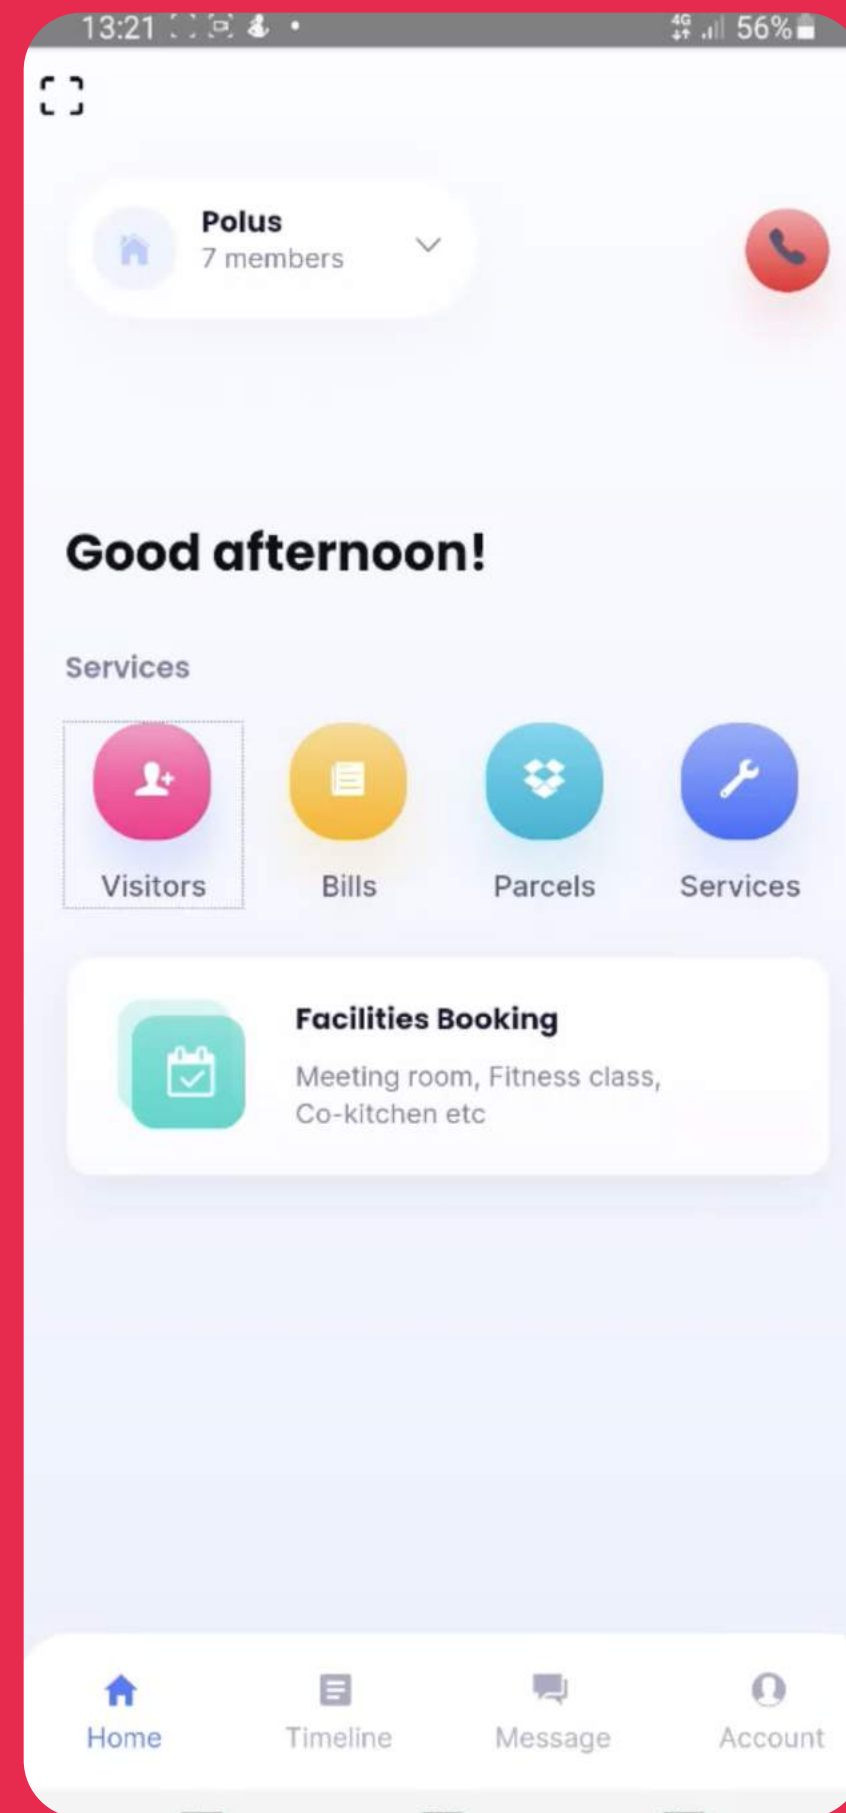 13:21
4G 56%
Polus
7 members
Good afternoon!
Services
Visitors
Bills
Parcels
Services
Facilities Booking
Meeting room, Fitness class,
Co-kitchen etc
Home
Timeline
Message
Account